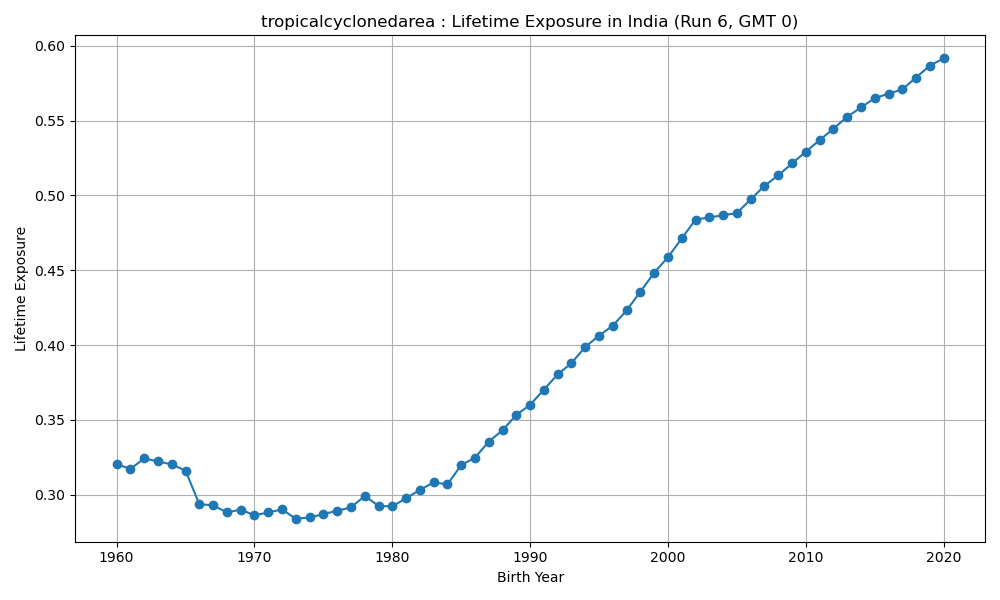 tropicalcyclonedarea : Lifetime Exposure in India (Run 6, GMT 0)
0.60
0.55
0.50
0.45
0.40
0.35
0.30
Lifetime Exposure
1960 1970 1980 1990 2000 2010 2020
Birth Year